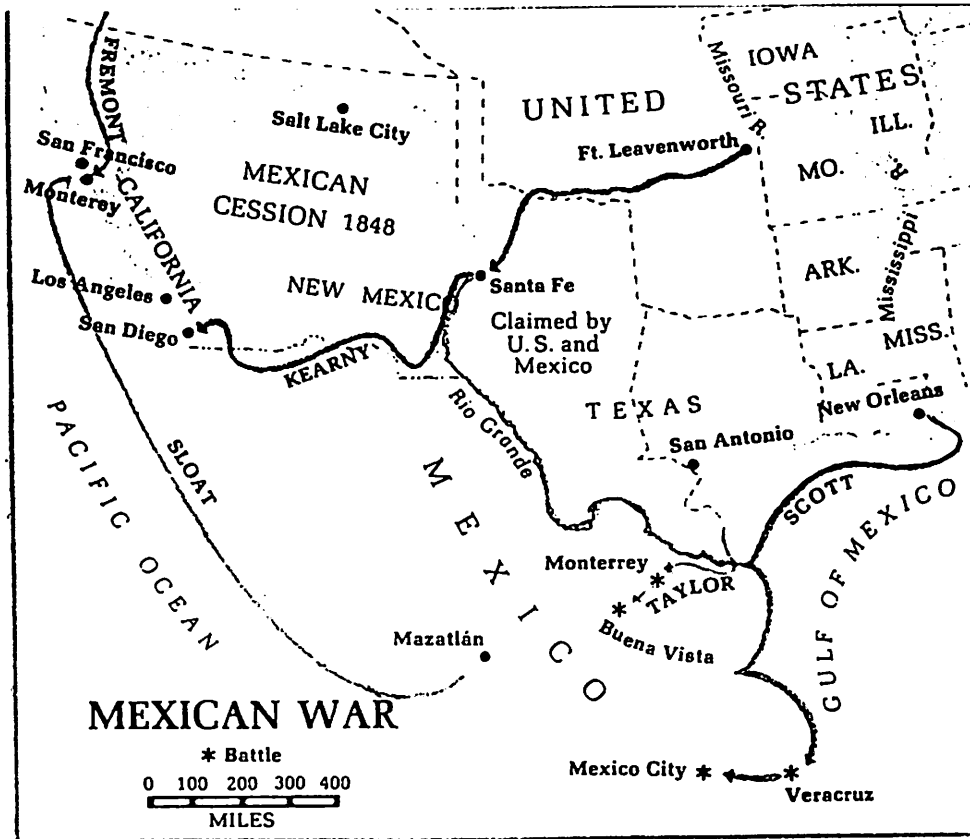 FREMONT
Missouri R.
IOWA
UNITED
STATES
Salt Lake City
San Francisco
Ft. Leavenworth
ILL.
MO.
Monterey
CALIFORNIA
MEXICAN
CESSION 1848
Mississippi R.
ARK.
Los Angeles
NEW MEXICO
Santa Fe
San Diego
KEARNY
Claimed by
U.S. and
Mexico
MISS.
LA.
Rio Grande
TEXAS
New Orleans
San Antonio
PACIFIC OCEAN
SLOAT
MEXICO
SCOTT
GULF OF MEXICO
Monterrey
TAYLOR
Buena Vista
Mazatlán
MEXICAN WAR
* Battle
0 100 200 300 400
MILES
Mexico City
Veracruz